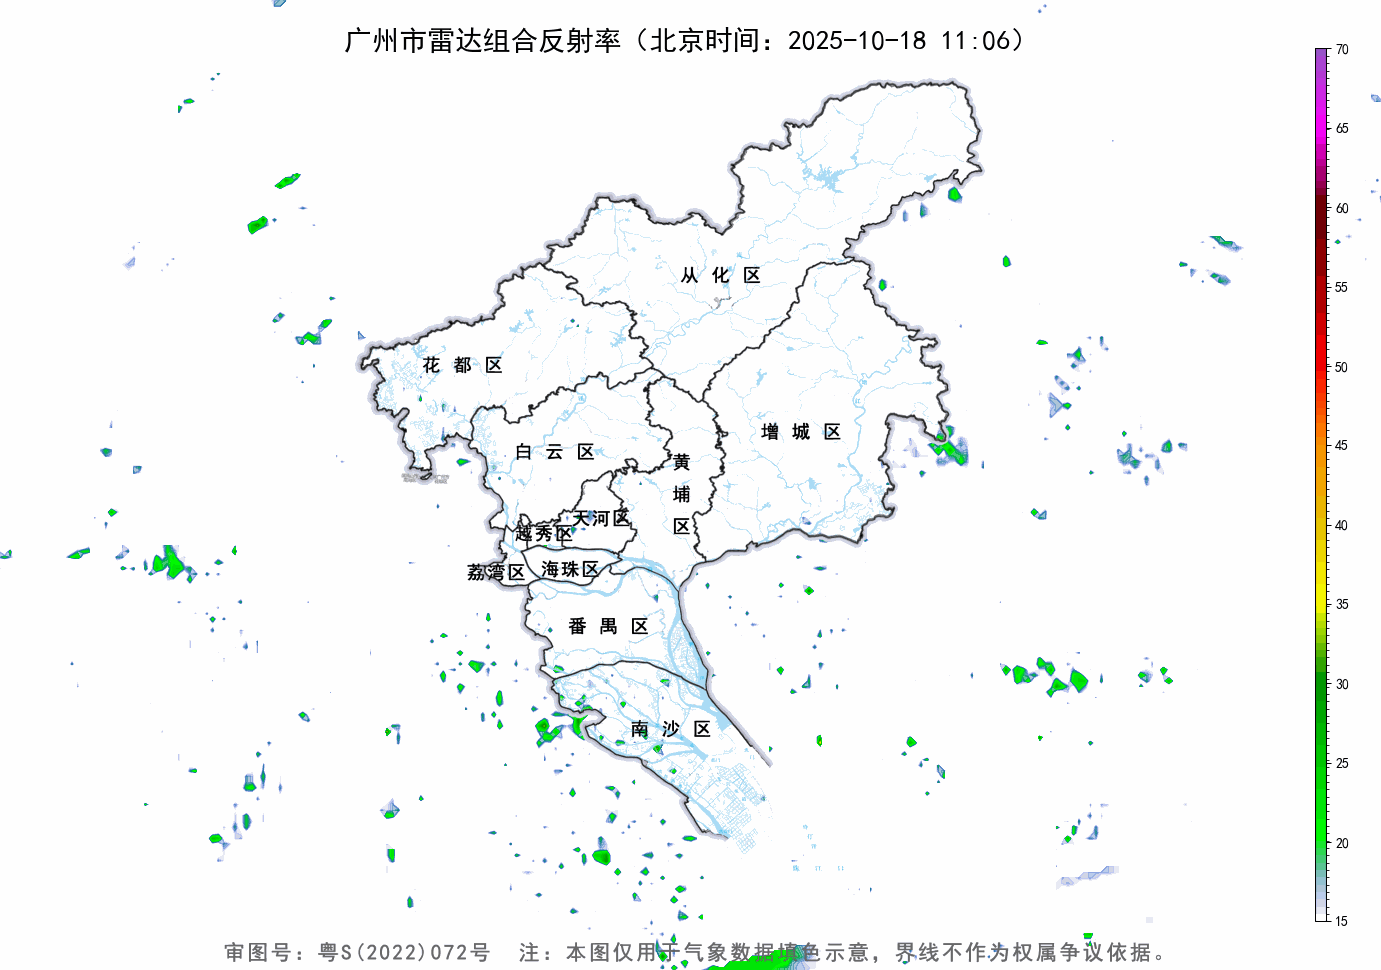 广州市雷达组合反射率（北京时间：2025-10-18 11:06）
70
65
60
55
50
45
40
35
30
25
20
15
从化区
花都区
增城区
白云区
黄埔区
天河区
越秀区
荔湾区
海珠区
番禺区
南沙区
审图号：粤S(2022)072号 注：本图仅用于气象数据填色示意，界线不作为权属争议依据。